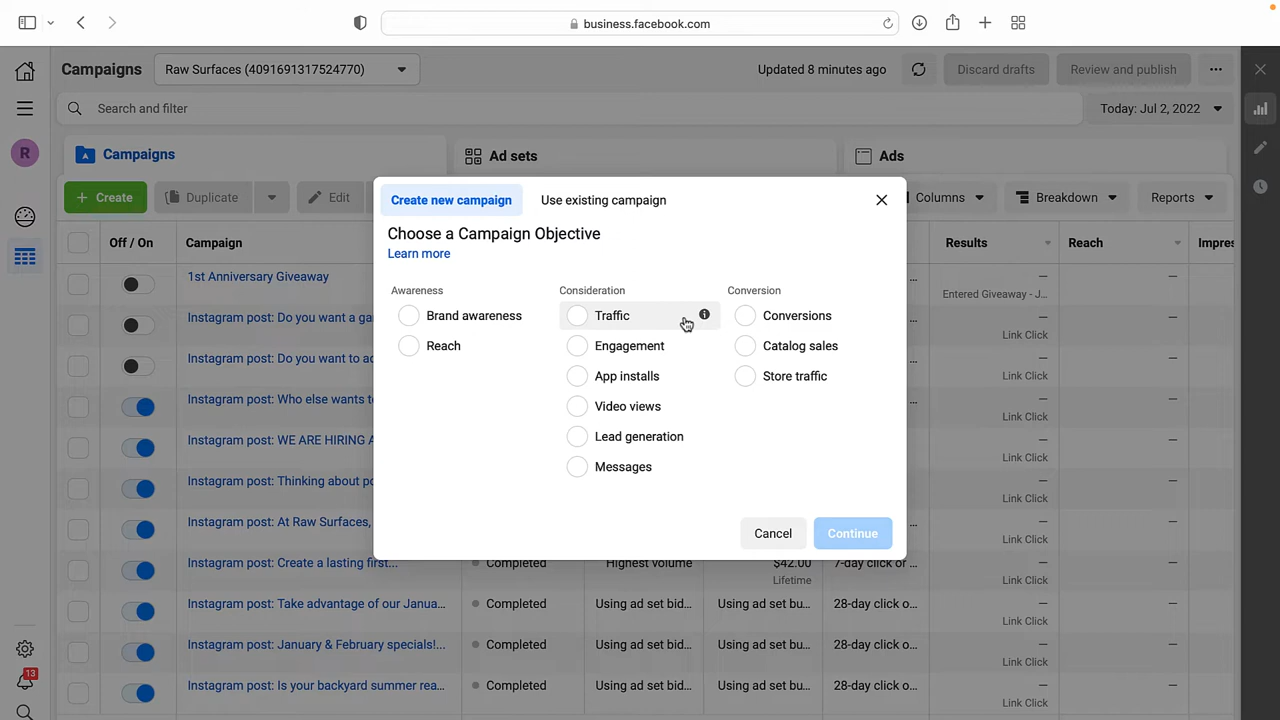 business.facebook.com
Campaigns
Raw Surfaces (4091691317524770)
Updated 8 minutes ago
Discard drafts
Review and publish
Search and filter
Today: Jul 2, 2022
R
Campaigns
Ad sets
Ads
+ Create
Duplicate
Edit
Columns
Breakdown
Reports
Create new campaign
Use existing campaign
Choose a Campaign Objective
Learn more
Off / On
Campaign
Results
Reach
Impres
Awareness
Consideration
Conversion
Brand awareness
Traffic
Conversions
Reach
Engagement
Catalog sales
App installs
Store traffic
Video views
Lead generation
Messages
Cancel
Continue
1st Anniversary Giveaway
—
—
Entered Giveaway - J...
Instagram post: Do you want a ga
—
—
Link Click
Instagram post: Do you want to ad
—
—
Link Click
Instagram post: Who else wants t
—
—
Link Click
Instagram post: WE ARE HIRING A
—
—
Link Click
Instagram post: Thinking about po
—
—
Link Click
Instagram post: At Raw Surfaces,
—
—
Link Click
Instagram post: Create a lasting first...
Completed
Highest volume
$42.00
Lifetime
7-day click or ...
—
—
Link Click
Instagram post: Take advantage of our Janua...
Completed
Using ad set bid...
Using ad set bu...
28-day click o...
—
—
Link Click
Instagram post: January & February specials!...
Completed
Using ad set bid...
Using ad set bu...
28-day click o...
—
—
Link Click
Instagram post: Is your backyard summer rea...
Completed
Using ad set bid...
Using ad set bu...
28-day click o...
—
—
Link Click
13